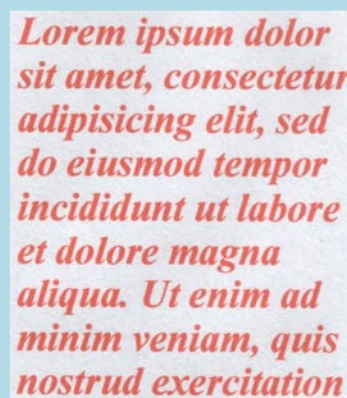 Lorem ipsum dolor
sit amet, consectetur
adipisicing elit, sed
do eiusmod tempor
incididunt ut labore
et dolore magna
aliqua. Ut enim ad
minim veniam, quis
nostrud exercitation